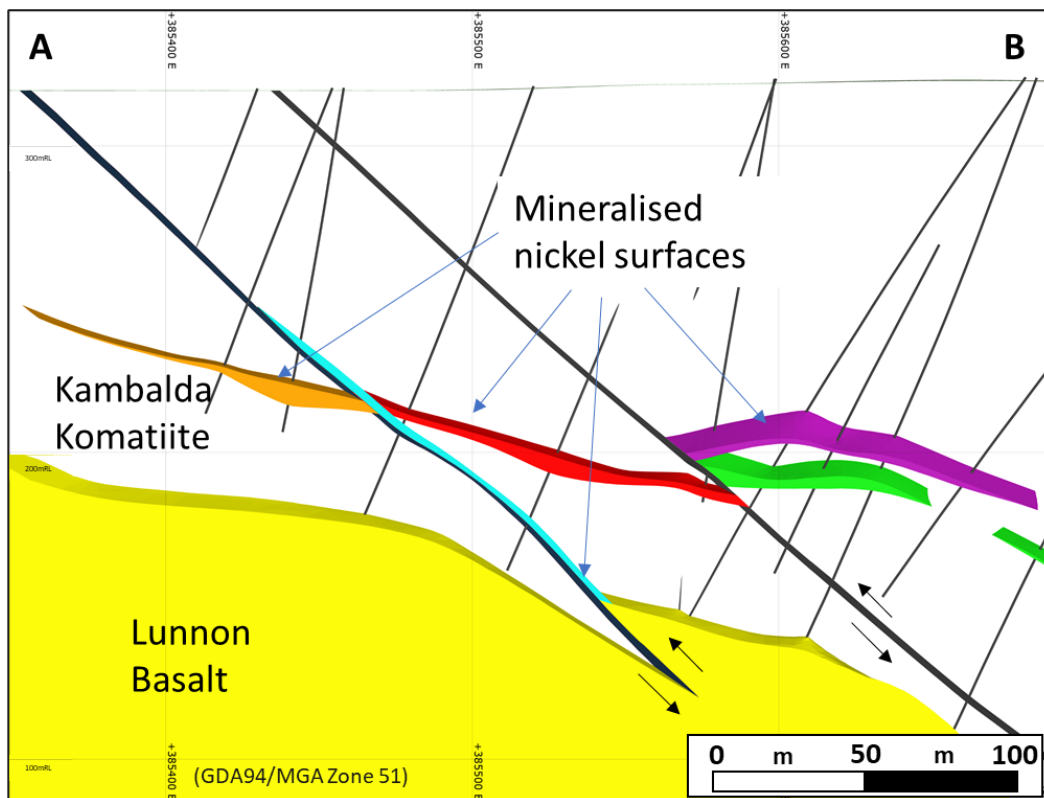 A
+385400 E
+385500 E
+385600 E
B
300mRL
Mineralised
nickel surfaces
Kambalda
Komatiite
200mRL
Lunnon
Basalt
+385400 E
+385500 E
0 m 50 m 100
100mRL
(GDA94/MGA Zone 51)